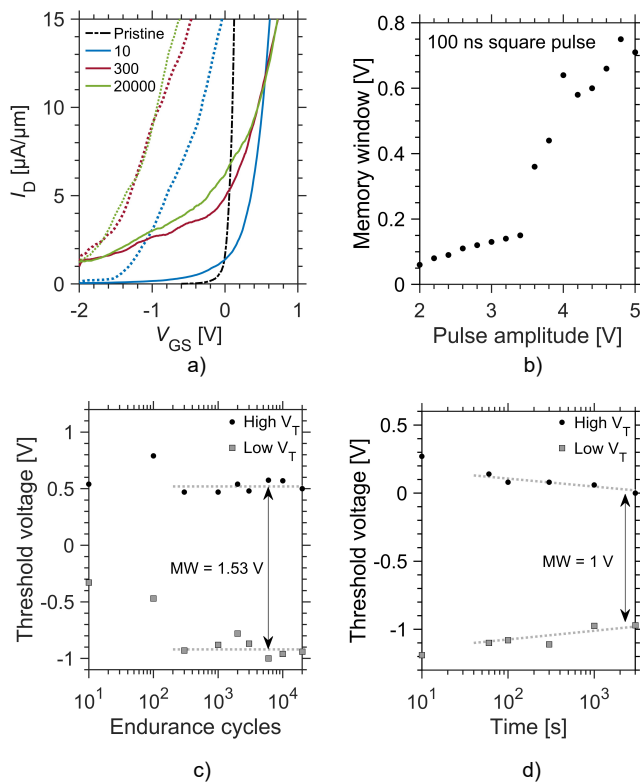 15
10
5
0
I_D [μA/μm]
Pristine
10
300
20000
-2
-1
0
1
V_GS [V]
a)
0.8
0.6
0.4
0.2
0
Memory window [V]
100 ns square pulse
2
3
4
5
Pulse amplitude [V]
b)
1
0.5
0
-0.5
-1
Threshold voltage [V]
High V_T
Low V_T
MW = 1.53 V
10^1
10^2
10^3
10^4
Endurance cycles
c)
0.5
0
-0.5
-1
Threshold voltage [V]
High V_T
Low V_T
MW = 1 V
10^1
10^2
10^3
Time [s]
d)